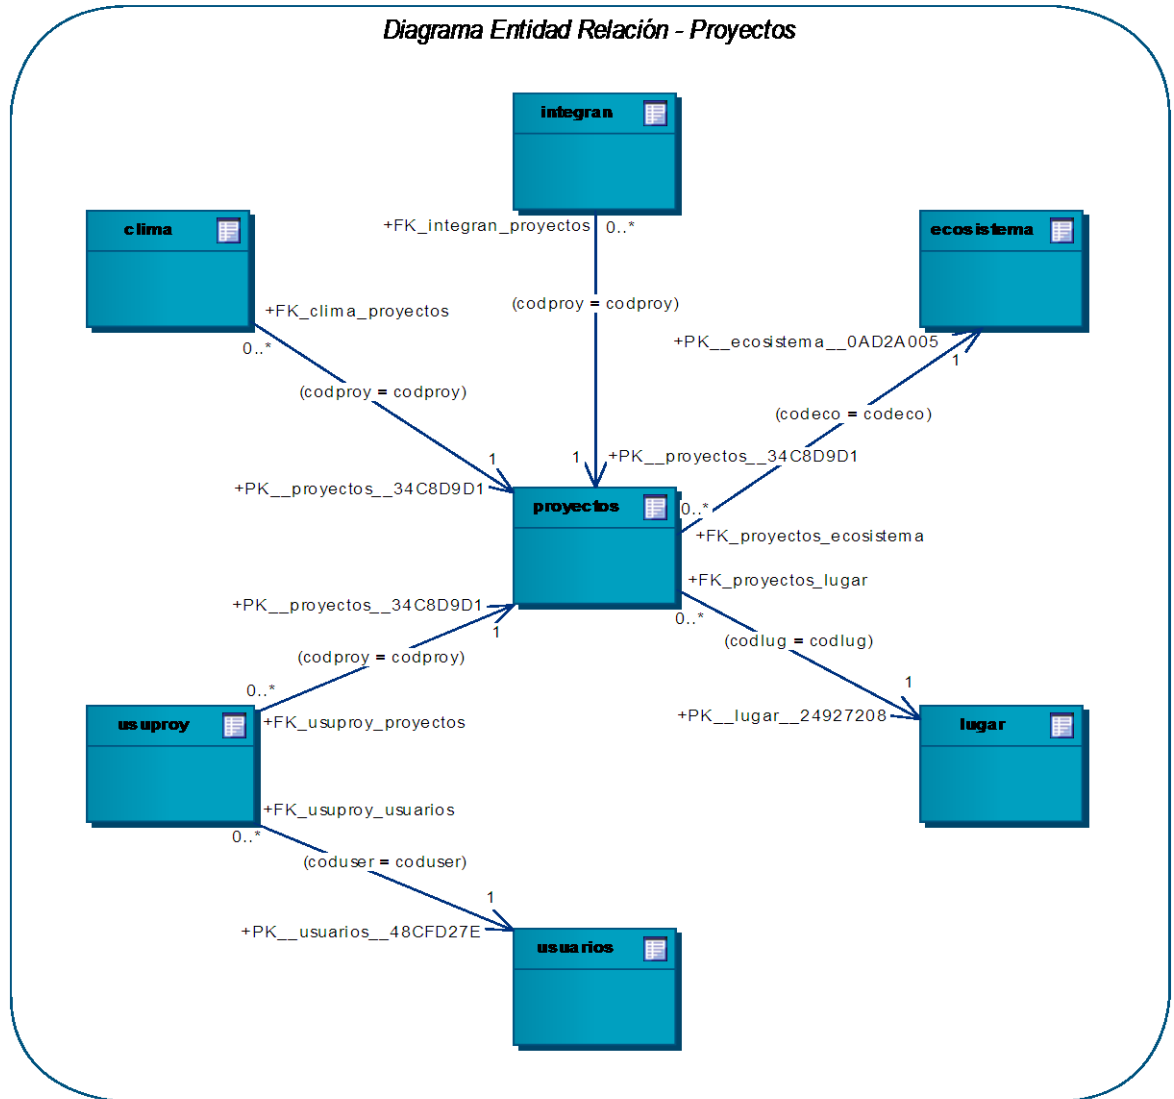 Diagrama Entidad Relación - Proyectos
integran
+FK_integran_proyectos
0..*
clima
ecosistema
(codproy = codproy)
+FK_clima_proyectos
0..*
+PK__ecosistema__0AD2A005
1
(codproy = codproy)
(codeco = codeco)
1
1
+PK__proyectos__34C8D9D1
+PK__proyectos__34C8D9D1
proyectos
0..*
+FK_proyectos_ecosistema
+FK_proyectos_lugar
+PK__proyectos__34C8D9D1
1
0..*
(codproy = codproy)
(codlug = codlug)
0..*
1
usuproy
+FK_usuproy_proyectos
+PK__lugar__24927208
lugar
+FK_usuproy_usuarios
0..*
(coduser = coduser)
1
+PK__usuarios__48CFD27E
usuarios